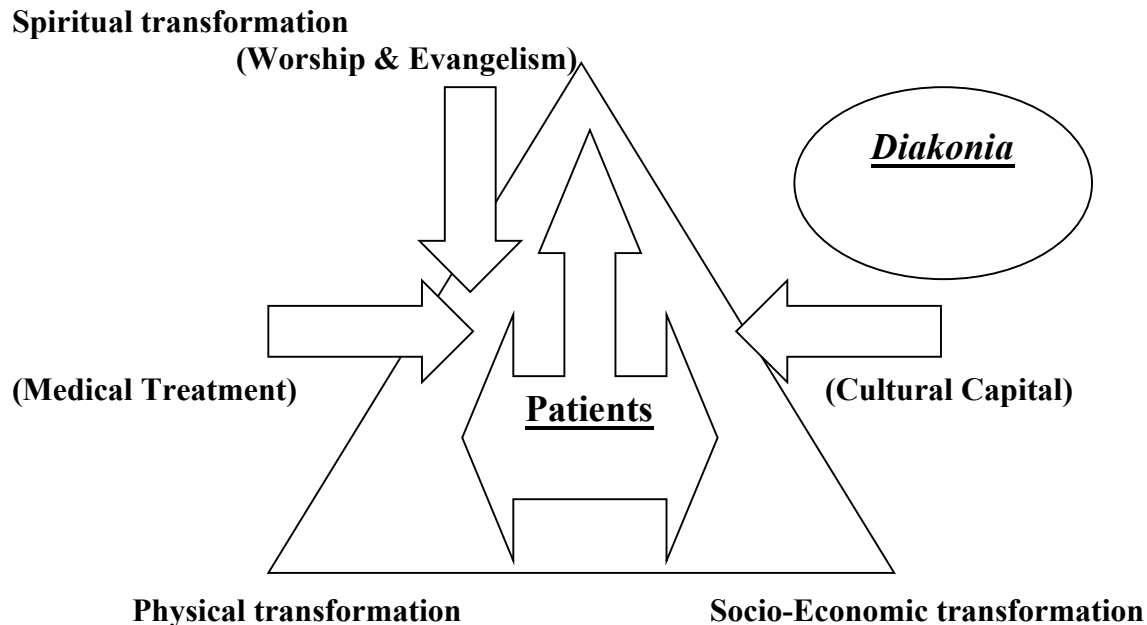 Spiritual transformation
(Worship & Evangelism)
Diakonia
(Medical Treatment)
(Cultural Capital)
Patients
Physical transformation
Socio-Economic transformation